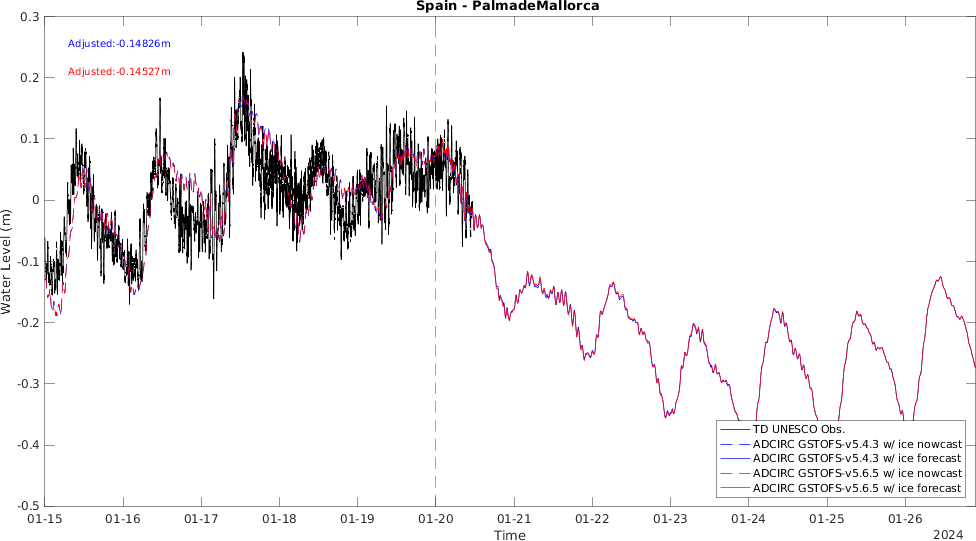 Spain - PalmadeMallorca
Adjusted:-0.14826m
Adjusted:-0.14527m
0.3
0.2
0.1
0
-0.1
-0.2
-0.3
-0.4
-0.5
Water Level (m)
TD UNESCO Obs.
ADCIRC GSTOFS-v5.4.3 w/ ice nowcast
ADCIRC GSTOFS-v5.4.3 w/ ice forecast
ADCIRC GSTOFS-v5.6.5 w/ ice nowcast
ADCIRC GSTOFS-v5.6.5 w/ ice forecast
01-15 01-16 01-17 01-18 01-19 01-20 01-21 01-22 01-23 01-24 01-25 01-26
Time
2024